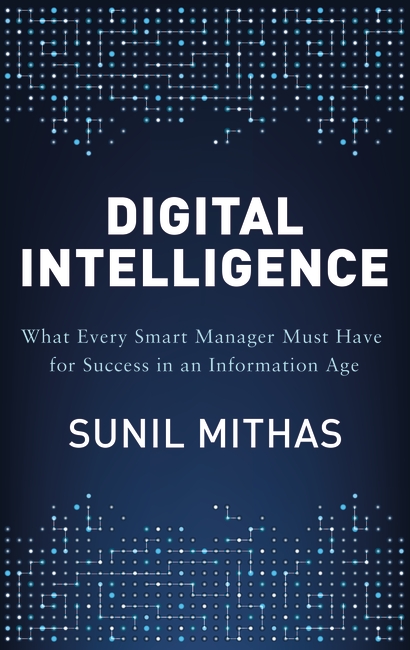 DIGITAL
INTELLIGENCE
What Every Smart Manager Must Have
for Success in an Information Age
SUNIL MITHAS